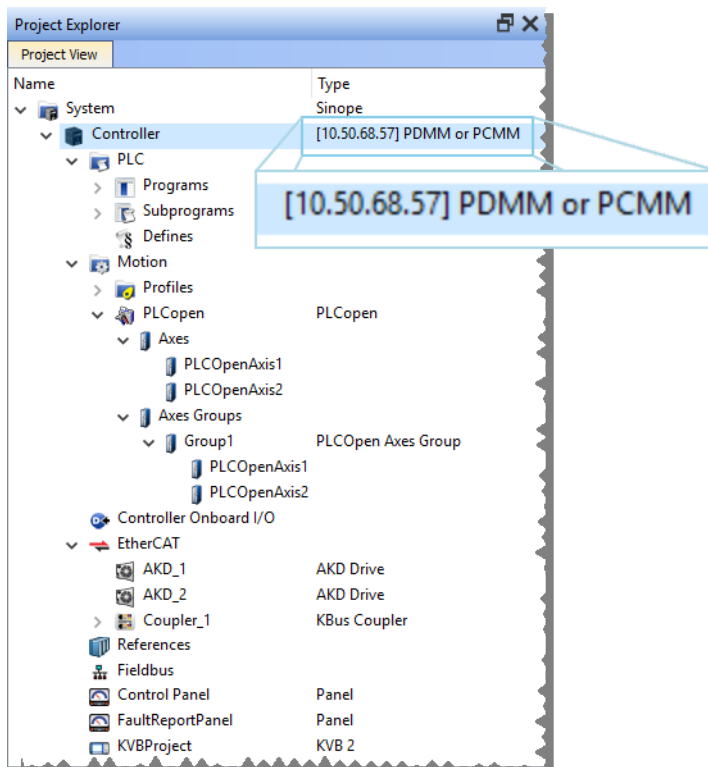 Project Explorer
Project View
Name Type
System Sinope
Controller [10.50.68.57] PDMM or PCMM
PLC
[10.50.68.57] PDMM or PCMM
Programs
Subprograms
Defines
Motion
Profiles
PLCopen PLCopen
Axes
PLCOpenAxis1
PLCOpenAxis2
Axes Groups
Group1 PLCOpen Axes Group
PLCOpenAxis1
PLCOpenAxis2
Controller Onboard I/O
EtherCAT
AKD_1 AKD Drive
AKD_2 AKD Drive
Coupler_1 KBus Coupler
References
Fieldbus
Control Panel Panel
FaultReportPanel Panel
KVBProject KVB 2